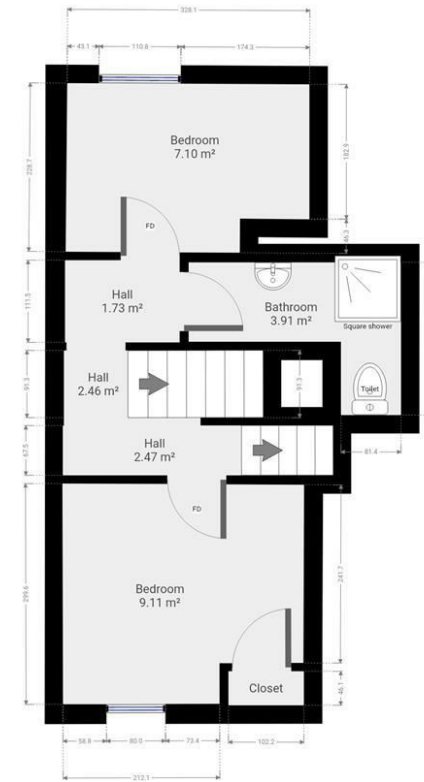 328.1
43.1
110.8
174.3
Bedroom
7.10 m²
228.7
182.9
FD
46.3
Hall
1.73 m²
111.5
Bathroom
3.91 m²
Square shower
Hall
2.46 m²
91.3
91.3
Toilet
Hall
2.47 m²
67.5
81.4
FD
Bedroom
9.11 m²
299.6
241.7
Closet
46.1
56.8
80.0
73.4
102.2
212.1